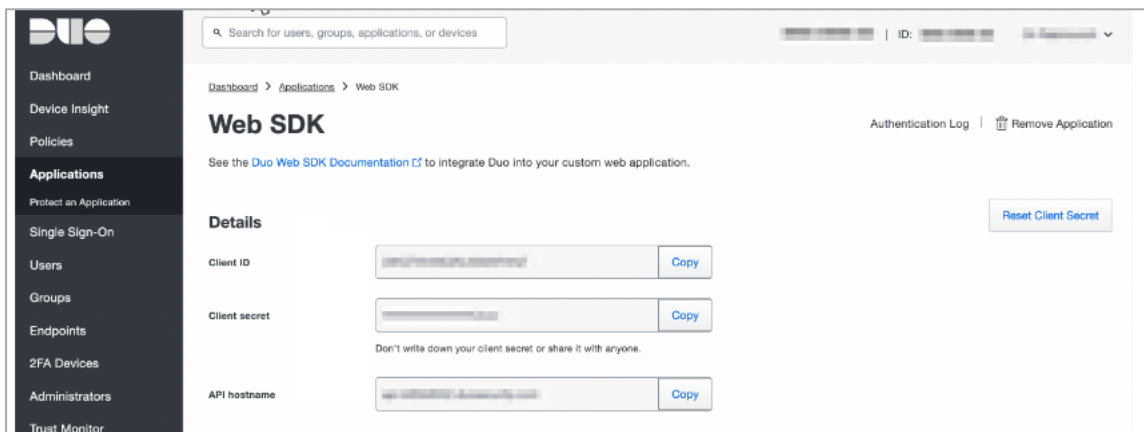 DUO
Search for users, groups, applications, or devices
| ID:
Dashboard
Device Insight
Policies
Applications
Protect an Application
Single Sign-On
Users
Groups
Endpoints
2FA Devices
Administrators
Trust Monitor
Dashboard > Applications > Web SDK
Web SDK
Authentication Log | Remove Application
See the Duo Web SDK Documentation to integrate Duo into your custom web application.
Details
Reset Client Secret
Client ID
Copy
Client secret
Copy
Don't write down your client secret or share it with anyone.
API hostname
Copy